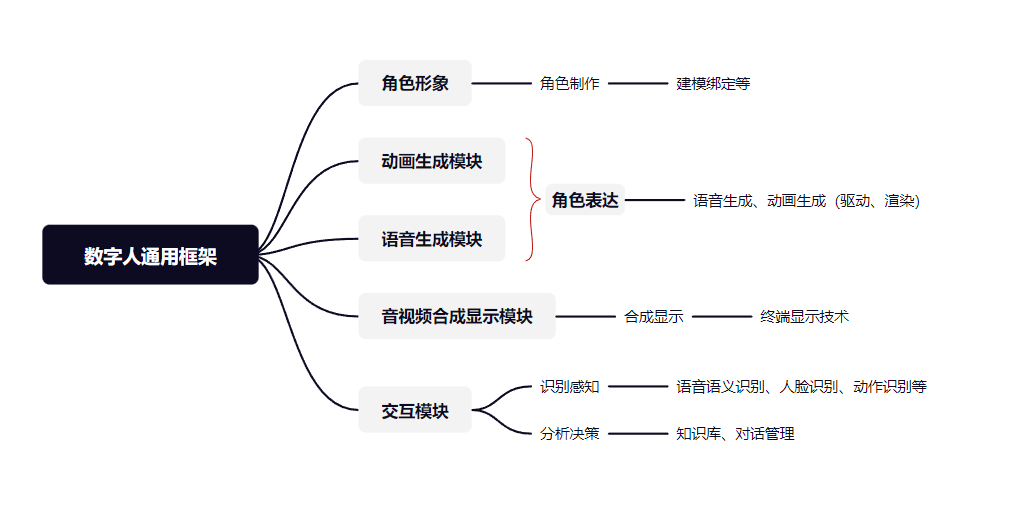 数字人通用框架
角色形象
角色制作
建模绑定等
动画生成模块
语音生成模块
角色表达
语音生成、动画生成（驱动、渲染）
音视频合成显示模块
合成显示
终端显示技术
交互模块
识别感知
语音语义识别、人脸识别、动作识别等
分析决策
知识库、对话管理